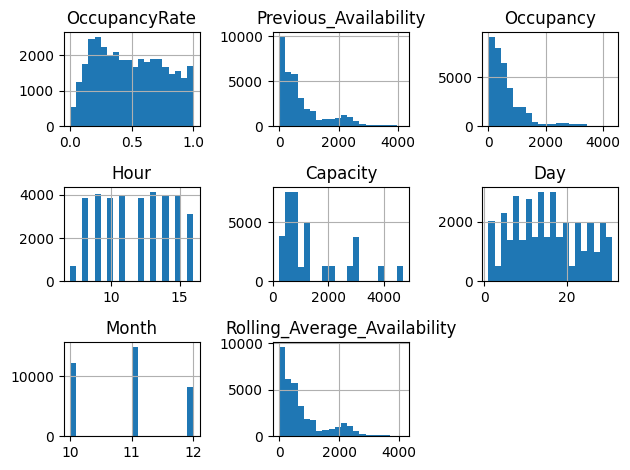 OccupancyRate Previous_Availability Occupancy
2000 1000 0
0.0 0.5 1.0
10000 5000 0
0 2000 4000
5000 0
0 2000 4000
Hour Capacity Day
4000 2000 0
10 15
5000 0
0 2000 4000
2000 0
0 20
Month Rolling_Average_Availability
10000 0
10 11 12
10000 5000 0
0 2000 4000